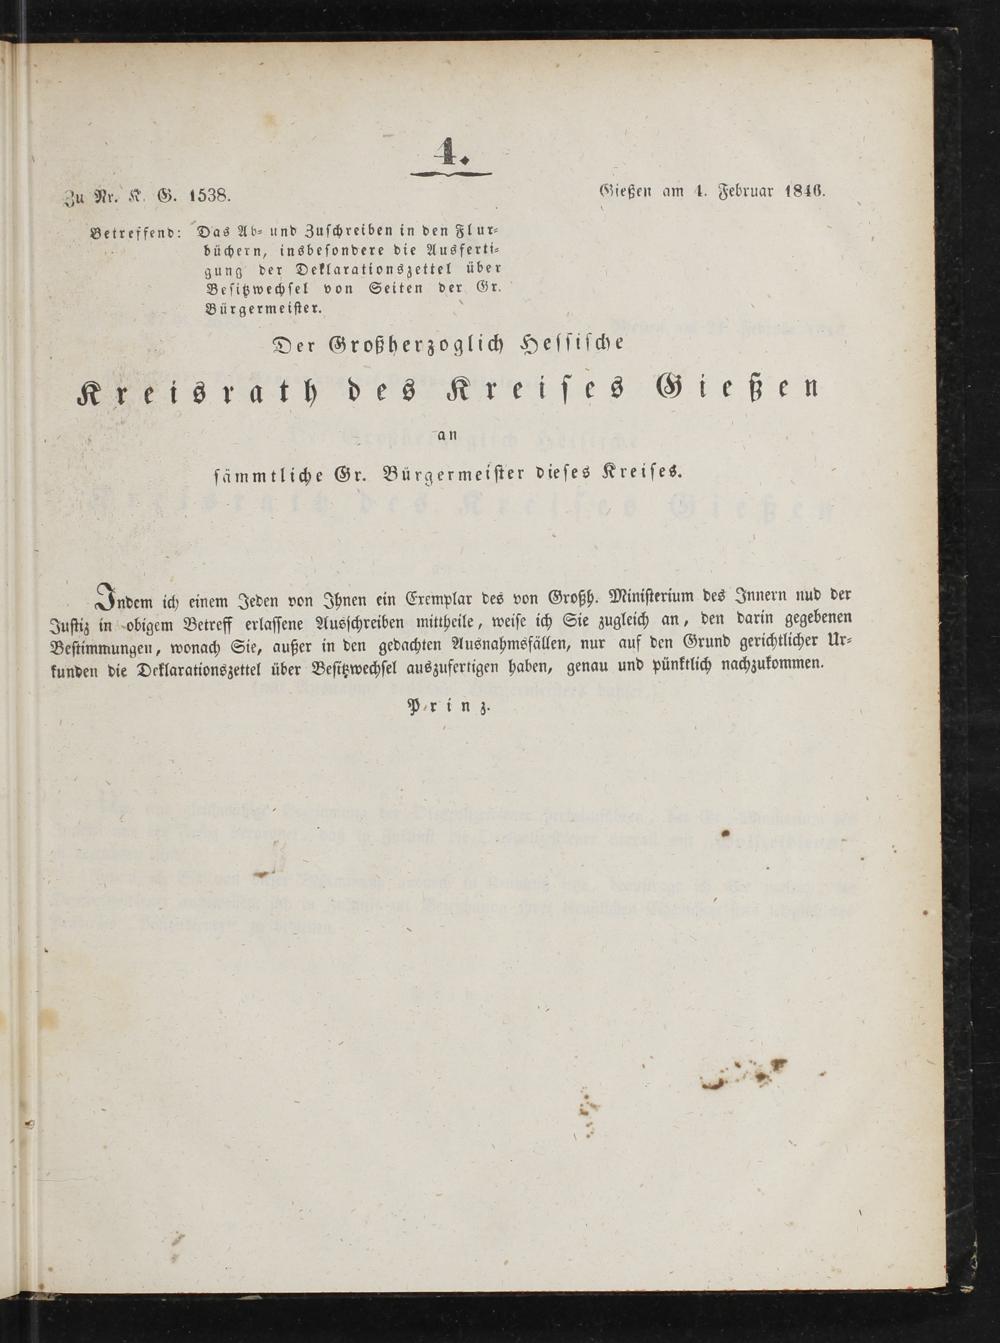 4.
Zu Nr. K. G. 1538.
Gießen am 4. Februar 1846.
Betreffend: Das Ab- und Zuschreiben in den Flur-
büchern, insbesondere die Ausferti-
gung der Deklarationszettel über
Besitzwechsel von Seiten der Gr.
Bürgermeister.
Der Großherzoglich Hessische
Kreisrath des Kreises Gießen
an
sämmtliche Gr. Bürgermeister dieses Kreises.
Indem ich einem Jeden von Ihnen ein Exemplar des von Großh. Ministerium des Innern nud der
Justiz in obigem Betreff erlassene Ausschreiben mittheile, weise ich Sie zugleich an, den darin gegebenen
Bestimmungen, wonach Sie, außer in den gedachten Ausnahmsfällen, nur auf den Grund gerichtlicher Ur-
kunden die Deklarationszettel über Besitzwechsel auszufertigen haben, genau und pünktlich nachzukommen.
Prinz.